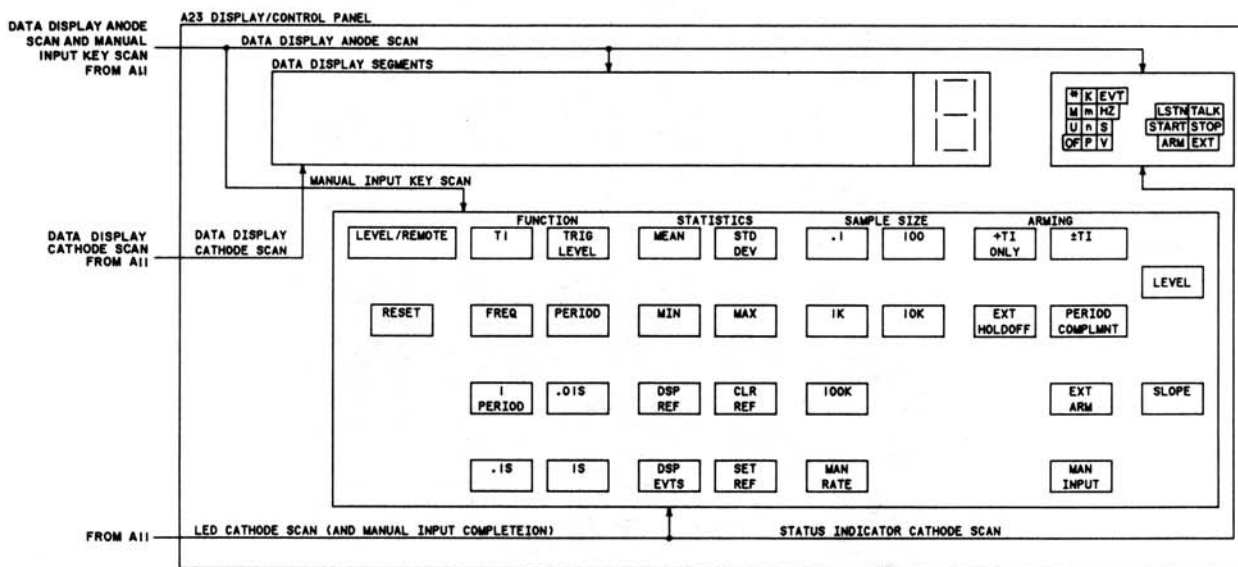 A23 DISPLAY/CONTROL PANEL
DATA DISPLAY ANODE
SCAN AND MANUAL
INPUT KEY SCAN
FROM A11
DATA DISPLAY ANODE SCAN
DATA DISPLAY SEGMENTS
* K EVT
M m HZ
U n S
OF P V
LSTN TALK
START STOP
ARM EXT
MANUAL INPUT KEY SCAN
DATA DISPLAY
CATHODE SCAN
FROM A11
DATA DISPLAY
CATHODE SCAN
FUNCTION STATISTICS SAMPLE SIZE ARMING
LEVEL/REMOTE
TI
TRIG
LEVEL
MEAN
STD
DEV
.1
100
+TI
ONLY
±TI
LEVEL
RESET
FREQ
PERIOD
MIN
MAX
1K
10K
EXT
HOLDOFF
PERIOD
COMPLMNT
1
PERIOD
.01S
DSP
REF
CLR
REF
100K
EXT
ARM
SLOPE
.1S
1S
DSP
EVTS
SET
REF
MAN
RATE
MAN
INPUT
FROM A11
LED CATHODE SCAN (AND MANUAL INPUT COMPLETEION)
STATUS INDICATOR CATHODE SCAN